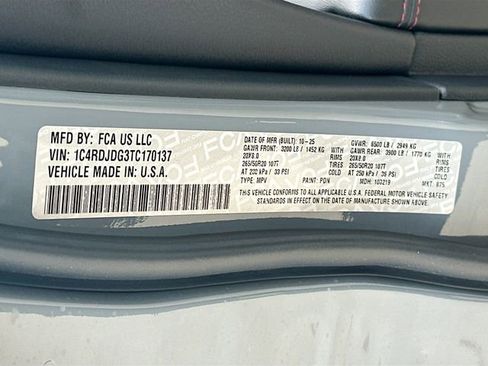 MFD BY: FCA US LLC
VIN: 1C4RDJDG3TC170137
VEHICLE MADE IN: U.S.A.
DATE OF MFR (BUILT): 10-25 GVWR: 6500 LB / 2949 KG
GAWR FRONT: 3200 LB / 1452 KG GAWR REAR: 3900 LB / 1770 KG
20X8.0 RIMS 20X8.0 RIMS
265/50R20 107T TIRES 265/50R20 107T TIRES
AT 230 kPa / 33 PSI COLD AT 250 kPa / 36 PSI COLD
TYPE: MPV PAINT: PDN MDH: 103219 MKT: 875
THIS VEHICLE CONFORMS TO ALL APPLICABLE U.S.A. FEDERAL MOTOR VEHICLE SAFETY
STANDARDS IN EFFECT ON THE DATE OF MANUFACTURE SHOWN ABOVE.